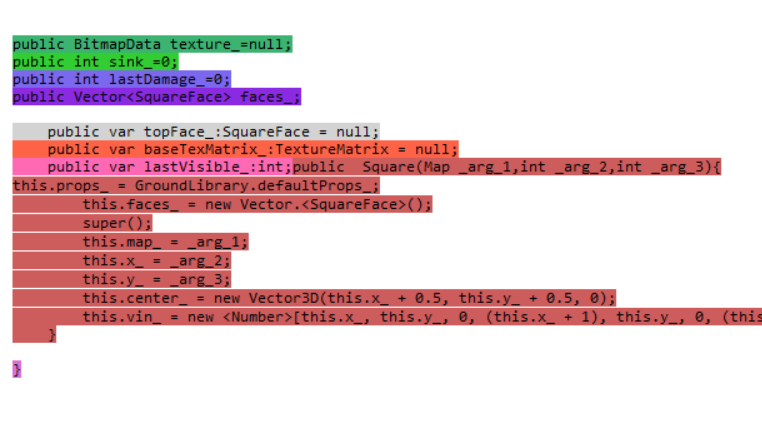 public BitmapData texture_=null;
public int sink_=0;
public int lastDamage_=0;
public Vector<SquareFace> faces_;
public var topFace_:SquareFace = null;
public var baseTexMatrix_:TextureMatrix = null;
public var lastVisible_:int;public  Square(Map _arg_1,int _arg_2,int _arg_3){
this.props_ = GroundLibrary.defaultProps_;
this.faces_ = new Vector.<SquareFace>();
super();
this.map_ = _arg_1;
this.x_ = _arg_2;
this.y_ = _arg_3;
this.center_ = new Vector3D(this.x_ + 0.5, this.y_ + 0.5, 0);
this.vin_ = new <Number>[this.x_, this.y_, 0, (this.x_ + 1), this.y_, 0, (this
}
}